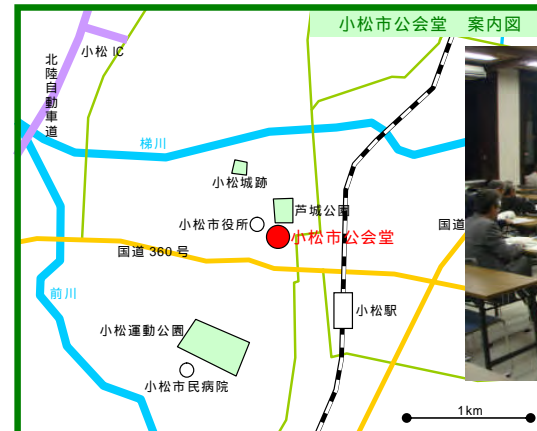 小松市公会堂　案内図
小松 IC
北陸自動車道
梯川
小松城跡
芦城公園
小松市役所
小松市公会堂
国道
国道 360 号
前川
小松駅
小松運動公園
小松市民病院
1km